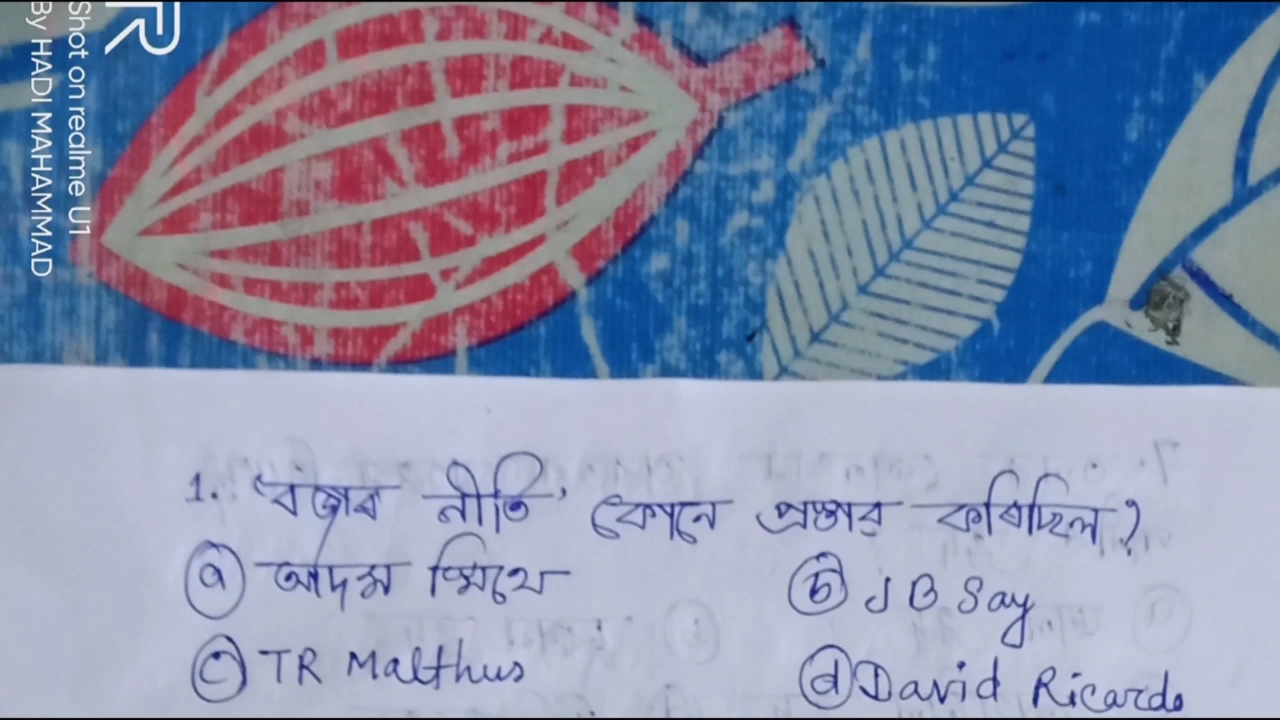 R
Shot on realme U1
By HADI MAHAMMAD
1. 'বজাৰ নীতি' কোনে প্ৰস্তাৱ কৰিছিল?
ⓐ আদম স্মিথে ⓑ J B Say
ⓒ TR Malthus ⓓ David Ricardo